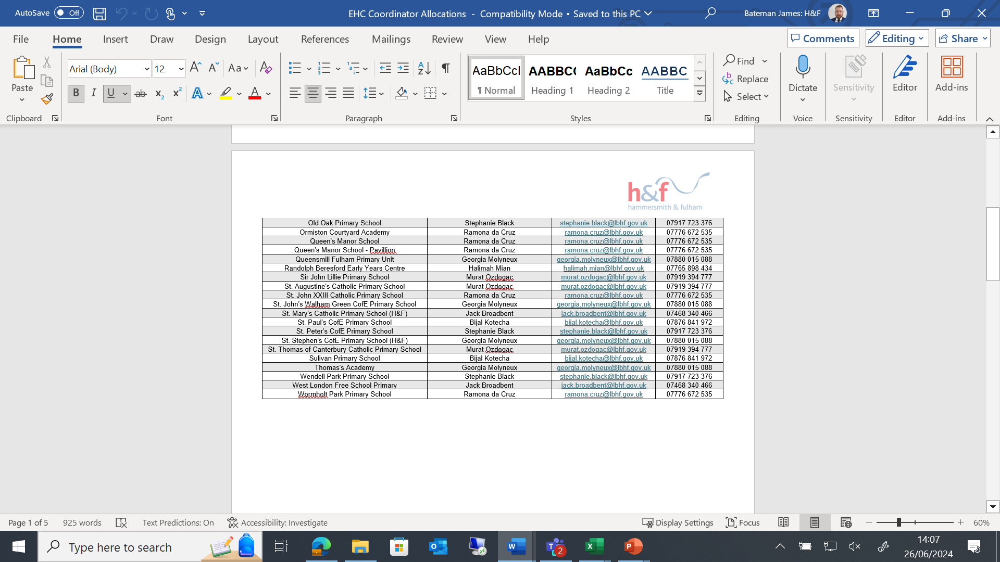 AutoSave Off EHC Coordinator Allocations - Compatibility Mode • Saved to this PC Bateman James: H&F
File Home Insert Draw Design Layout References Mailings Review View Help Comments Editing Share
Paste Arial (Body) 12 Aa AaBbCcI AABBC AaBbCc AABBC Find Replace Select Dictate Sensitivity Editor Add-ins
B I U ab x2 x2 A A ¶ Normal Heading 1 Heading 2 Title
Clipboard Font Paragraph Styles Editing Voice Sensitivity Editor Add-ins
h&f
hammersmith & fulham
Old Oak Primary School Stephanie Black stephanie.black@lbhf.gov.uk 07917 723 376
Ormiston Courtyard Academy Ramona da Cruz ramona.cruz@lbhf.gov.uk 07776 672 535
Queen's Manor School Ramona da Cruz ramona.cruz@lbhf.gov.uk 07776 672 535
Queen's Manor School - Pavillion Ramona da Cruz ramona.cruz@lbhf.gov.uk 07776 672 535
Queensmill Fulham Primary Unit Georgia Molyneux georgia.molyneux@lbhf.gov.uk 07880 015 088
Randolph Beresford Early Years Centre Halimah Mian halimah.mian@lbhf.gov.uk 07765 898 434
Sir John Lillie Primary School Murat Ozdogac murat.ozdogac@lbhf.gov.uk 07919 394 777
St. Augustine's Catholic Primary School Murat Ozdogac murat.ozdogac@lbhf.gov.uk 07919 394 777
St. John XXIII Catholic Primary School Ramona da Cruz ramona.cruz@lbhf.gov.uk 07776 672 535
St. John's Walham Green CofE Primary School Georgia Molyneux georgia.molyneux@lbhf.gov.uk 07880 015 088
St. Mary's Catholic Primary School (H&F) Jack Broadbent jack.broadbent@lbhf.gov.uk 07468 340 466
St. Paul's CofE Primary School Bijal Kotecha bijal.kotecha@lbhf.gov.uk 07876 841 972
St. Peter's CofE Primary School Stephanie Black stephanie.black@lbhf.gov.uk 07917 723 376
St. Stephen's CofE Primary School (H&F) Georgia Molyneux georgia.molyneux@lbhf.gov.uk 07880 015 088
St. Thomas of Canterbury Catholic Primary School Murat Ozdogac murat.ozdogac@lbhf.gov.uk 07919 394 777
Sulivan Primary School Bijal Kotecha bijal.kotecha@lbhf.gov.uk 07876 841 972
Thomas's Academy Georgia Molyneux georgia.molyneux@lbhf.gov.uk 07880 015 088
Wendell Park Primary School Stephanie Black stephanie.black@lbhf.gov.uk 07917 723 376
West London Free School Primary Jack Broadbent jack.broadbent@lbhf.gov.uk 07468 340 466
Wormholt Park Primary School Ramona da Cruz ramona.cruz@lbhf.gov.uk 07776 672 535
Page 1 of 5 925 words Text Predictions: On Accessibility: Investigate Display Settings Focus 60%
Type here to search 2 14:07
26/06/2024